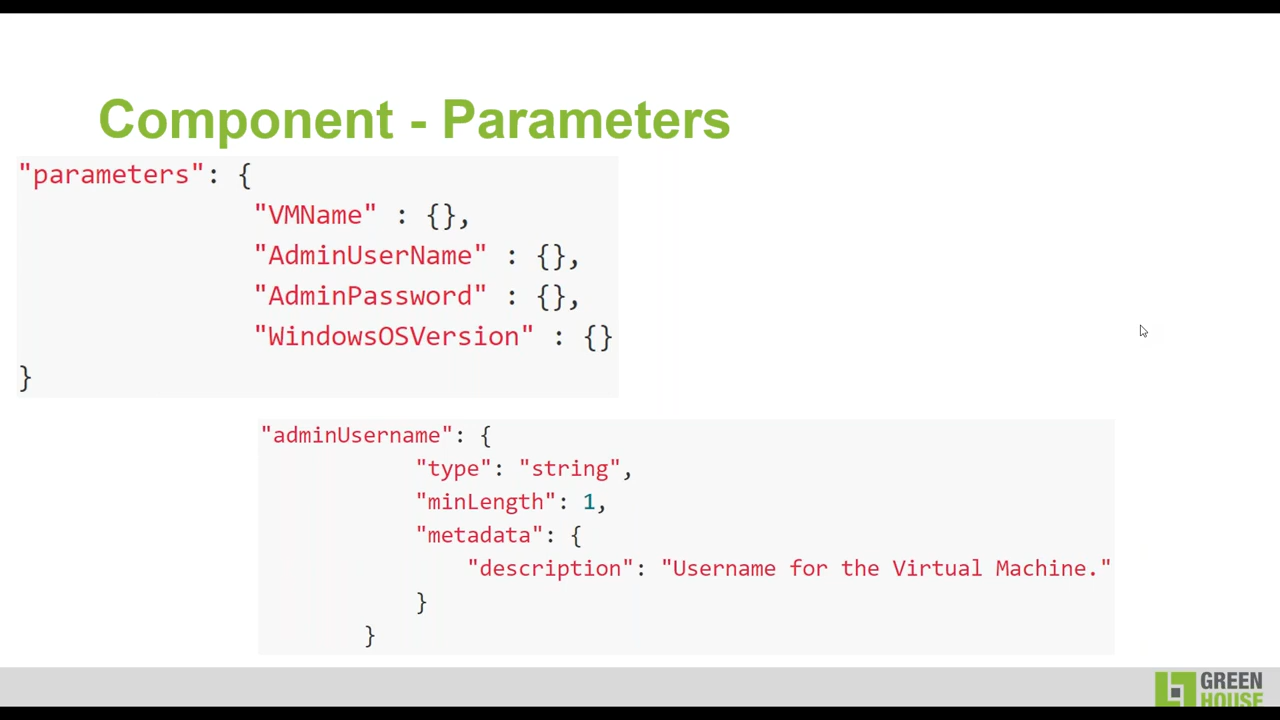 Component - Parameters
"parameters": {
"VMName" : {},
"AdminUserName" : {},
"AdminPassword" : {},
"WindowsOSVersion" : {}
}
"adminUsername": {
"type": "string",
"minLength": 1,
"metadata": {
"description": "Username for the Virtual Machine."
}
}
GREEN
HOUSE